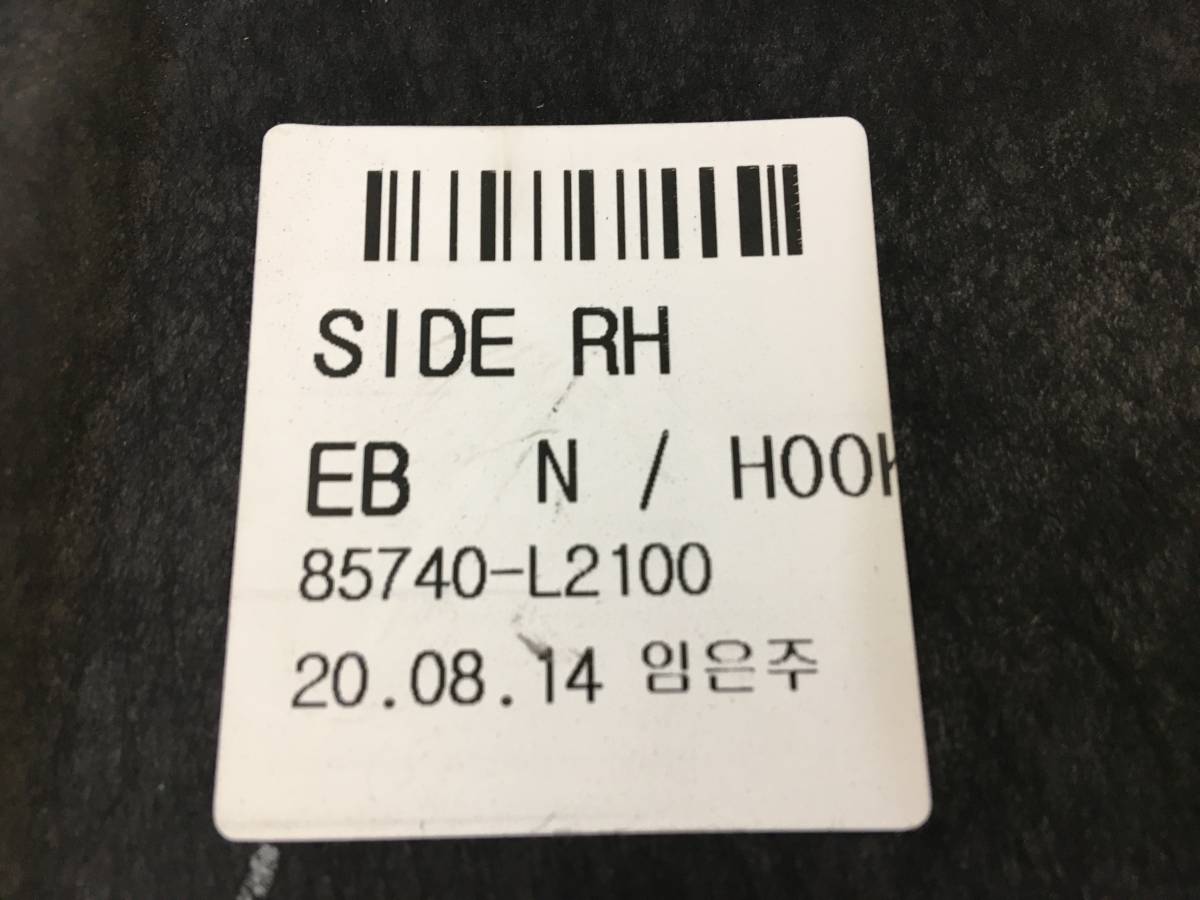 SIDE RH
EB N / HOOK
85740-L2100
20.08.14 임은주